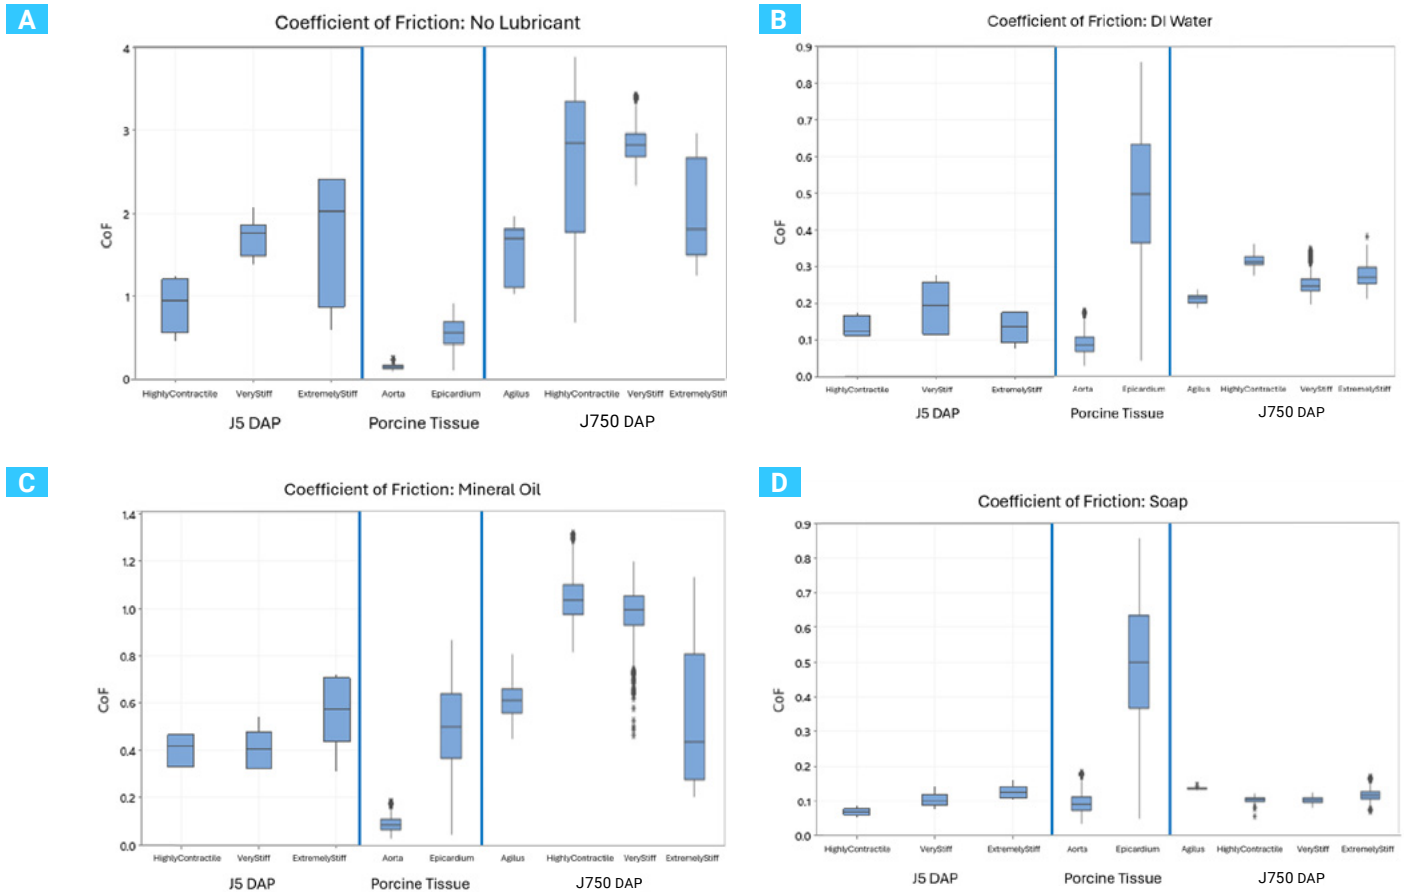 A
Coefficient of Friction: No Lubricant
4
3
2
1
0
CoF
HighlyContractile VeryStiff ExtremelyStiff Aorta Epicardium Agilus HighlyContractile VeryStiff ExtremelyStiff
J5 DAP Porcine Tissue J750 DAP
B
Coefficient of Friction: DI Water
0.9
0.8
0.7
0.6
0.5
0.4
0.3
0.2
0.1
0.0
CoF
HighlyContractile VeryStiff ExtremelyStiff Aorta Epicardium Agilus HighlyContractile VeryStiff ExtremelyStiff
J5 DAP Porcine Tissue J750 DAP
C
Coefficient of Friction: Mineral Oil
1.4
1.2
1.0
0.8
0.6
0.4
0.2
0.0
CoF
HighlyContractile VeryStiff ExtremelyStiff Aorta Epicardium Agilus HighlyContractile VeryStiff ExtremelyStiff
J5 DAP Porcine Tissue J750 DAP
D
Coefficient of Friction: Soap
0.9
0.8
0.7
0.6
0.5
0.4
0.3
0.2
0.1
0.0
CoF
HighlyContractile VeryStiff ExtremelyStiff Aorta Epicardium Agilus HighlyContractile VeryStiff ExtremelyStiff
J5 DAP Porcine Tissue J750 DAP